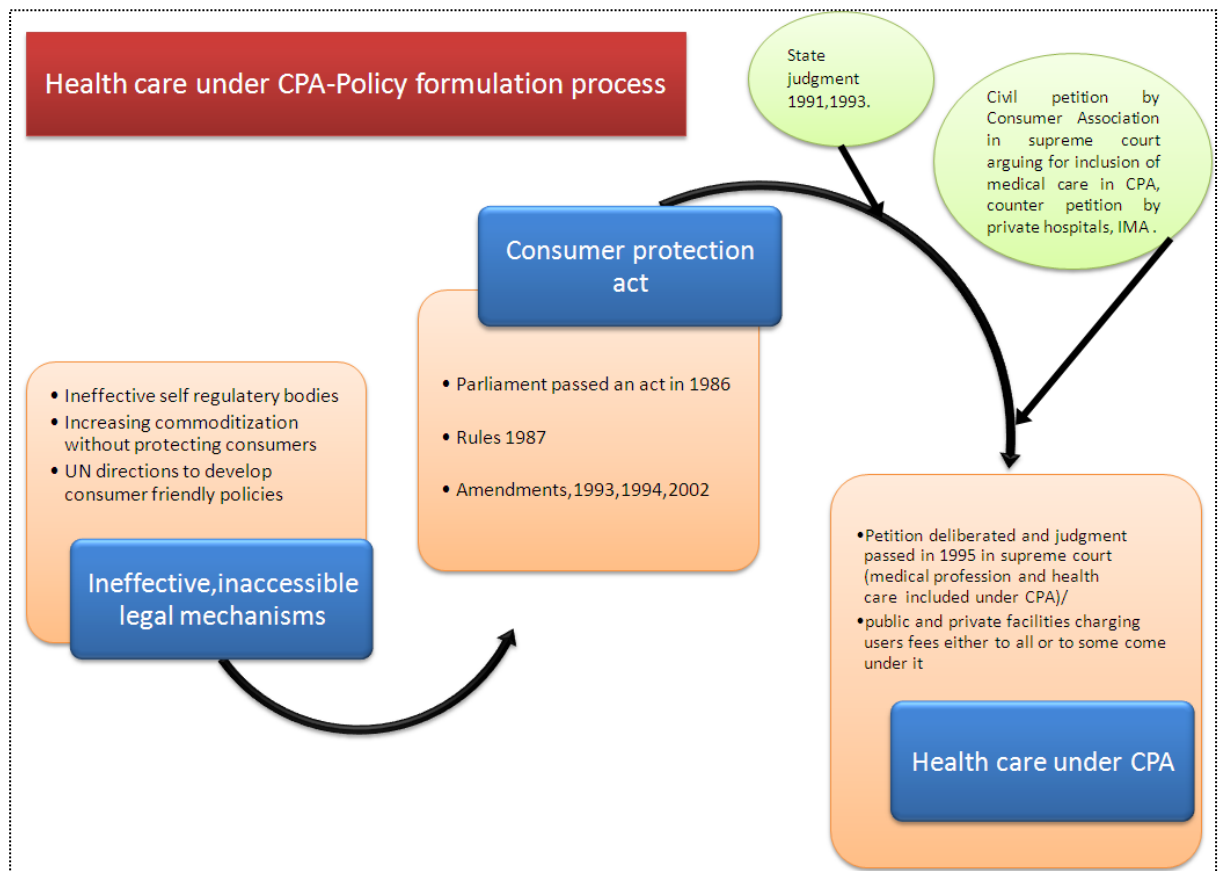 Health care under CPA-Policy formulation process
State
judgment
1991,1993.
Civil petition by
Consumer Association
in supreme court
arguing for inclusion of
medical care in CPA,
counter petition by
private hospitals, IMA .
Consumer protection
act
• Parliament passed an act in 1986
• Rules 1987
• Amendments,1993,1994,2002
• Ineffective self regulatory bodies
• Increasing commoditization
without protecting consumers
• UN directions to develop
consumer friendly policies
Ineffective,inaccessible
legal mechanisms
•Petition deliberated and judgment
passed in 1995 in supreme court
(medical profession and health
care included under CPA)/
•public and private facilities charging
users fees either to all or to some come
under it
Health care under CPA